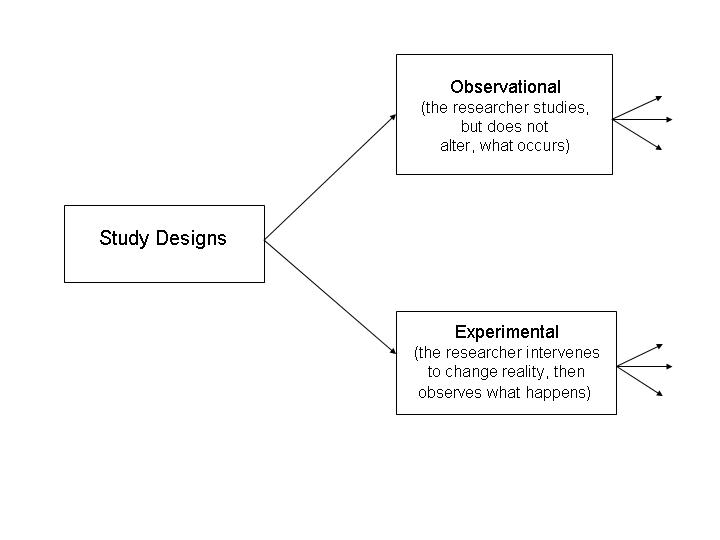 Observational
(the researcher studies,
but does not
alter, what occurs)
Study Designs
Experimental
(the researcher intervenes
to change reality, then
observes what happens)